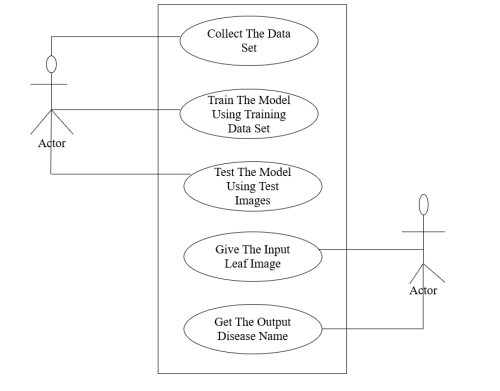 Collect The Data
Set
Train The Model
Using Training
Data Set
Actor
Test The Model
Using Test
Images
Give The Input
Leaf Image
Actor
Get The Output
Disease Name